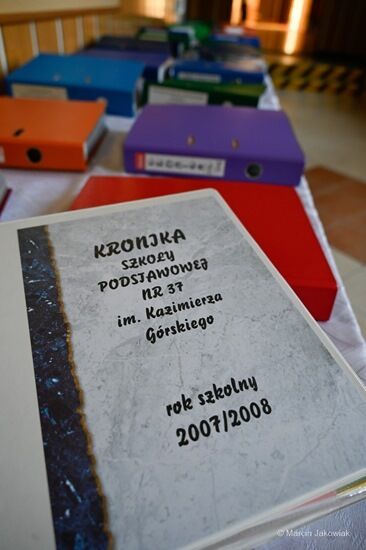 KRONIKA
SZKOŁY
PODSTAWOWEJ
NR 37
im. Kazimierza
Górskiego
rok szkolny
2007/2008
© Marcin Jakowiak